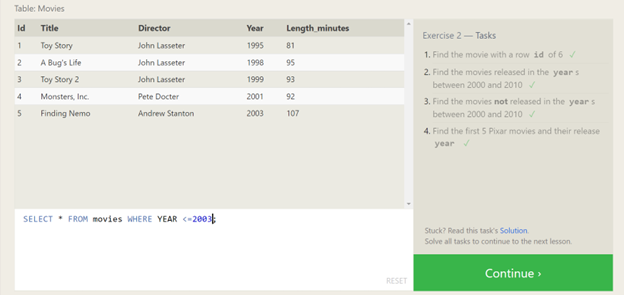 Table: Movies
Id Title Director Year Length_minutes
1 Toy Story John Lasseter 1995 81
2 A Bug's Life John Lasseter 1998 95
3 Toy Story 2 John Lasseter 1999 93
4 Monsters, Inc. Pete Docter 2001 92
5 Finding Nemo Andrew Stanton 2003 107
SELECT * FROM movies WHERE YEAR <=2003;
RESET
Exercise 2 — Tasks
1. Find the movie with a row id of 6 ✓
2. Find the movies released in the year s
between 2000 and 2010 ✓
3. Find the movies not released in the year s
between 2000 and 2010 ✓
4. Find the first 5 Pixar movies and their release
year ✓
Stuck? Read this task's Solution.
Solve all tasks to continue to the next lesson.
Continue ›